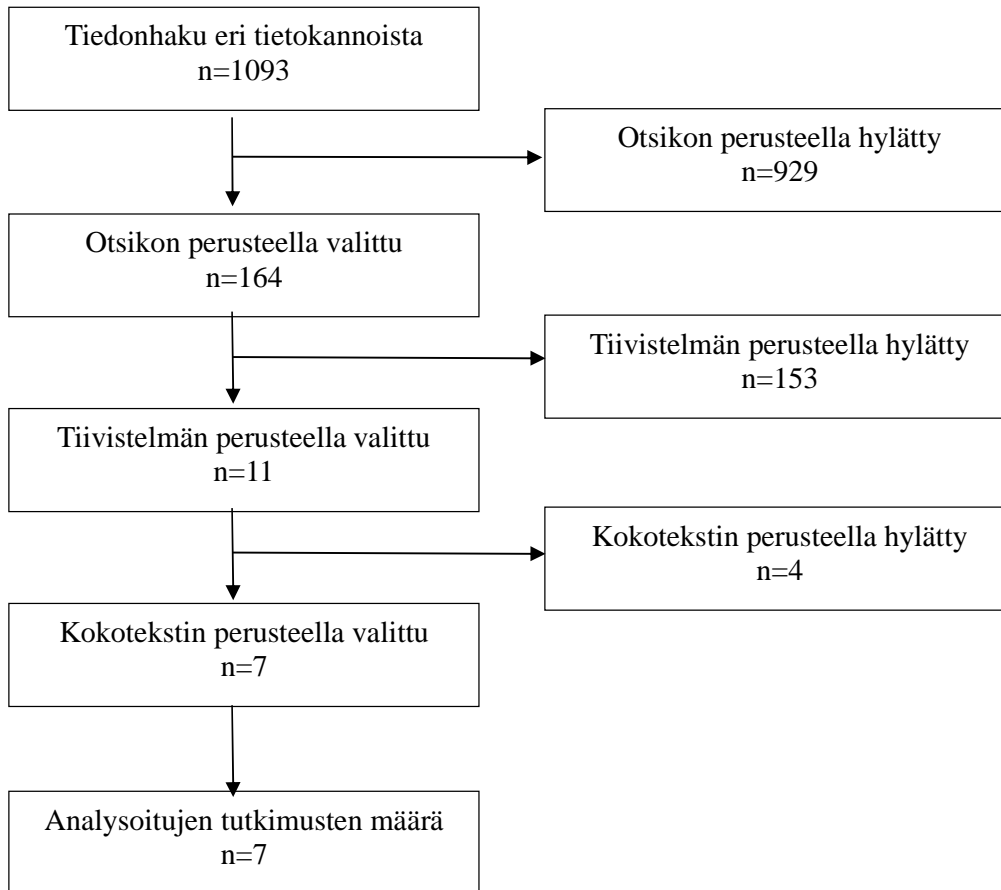 Tiedonhaku eri tietokannoista
n=1093
Otsikon perusteella hylätty
n=929
Otsikon perusteella valittu
n=164
Tiivistelmän perusteella hylätty
n=153
Tiivistelmän perusteella valittu
n=11
Kokotekstin perusteella hylätty
n=4
Kokotekstin perusteella valittu
n=7
Analysoitujen tutkimusten määrä
n=7